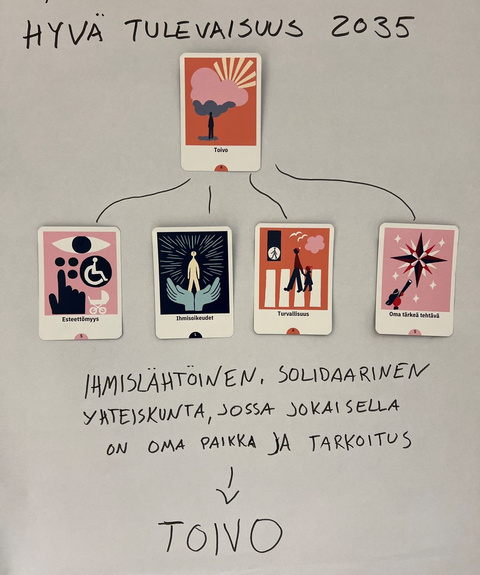 HYVÄ TULEVAISUUS 2035
Toivo
Esteettömyys
Ihmisoikeudet
Turvallisuus
Oma tärkeä tehtävä
IHMISLÄHTÖINEN, SOLIDAARINEN
YHTEISKUNTA, JOSSA JOKAISELLA
ON OMA PAIKKA JA TARKOITUS
TOIVO